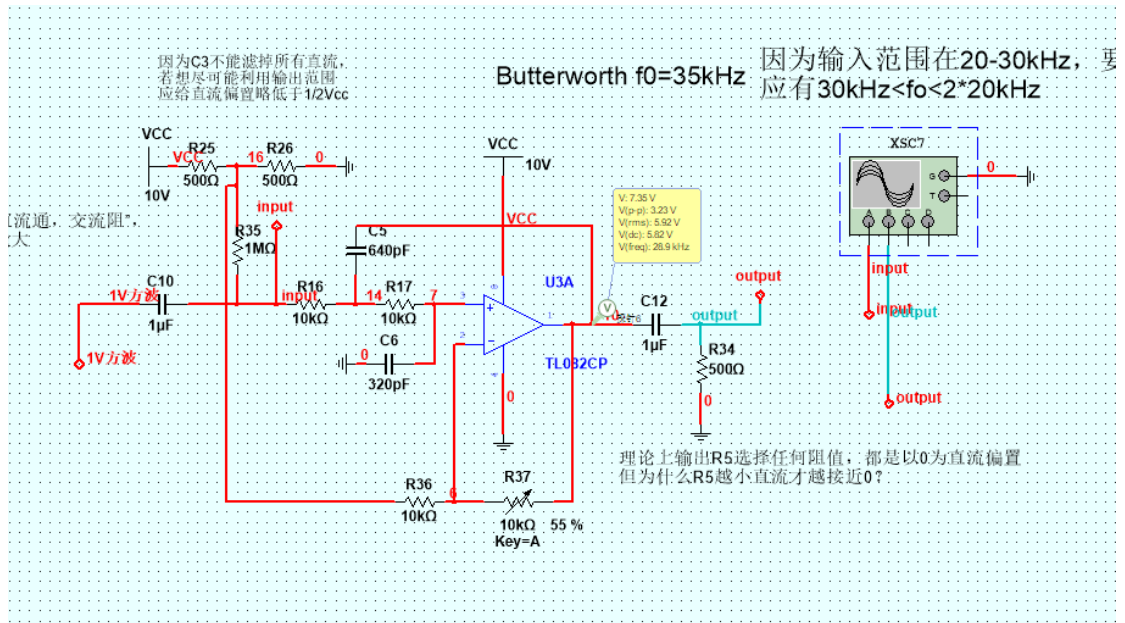 因为C3不能滤掉所有直流，
若想尽可能利用输出范围
应给直流偏置略低于1/2Vcc
Butterworth f0=35kHz
因为输入范围在20-30kHz，要
应有30kHz<fo<2*20kHz
VCC
VCC
R25
500Ω
16
R26
500Ω
0
10V
流通，交流阻"，
大
input
R35
1MΩ
C5
640pF
VCC
10V
VCC
V: 7.35 V
V(p-p): 3.23 V
V(rms): 5.92 V
V(dc): 5.82 V
V(freq): 28.9 kHz
XSC7
G
T
A
B
C
D
0
input
input
output
output
C10
1μF
1V方波
1V方波
input
R16
10kΩ
14
R17
10kΩ
7
C6
320pF
0
U3A
TL082CP
3
2
8
4
1
0
V
C12
1μF
output
output
R34
500Ω
0
理论上输出R5选择任何阻值，都是以0为直流偏置
但为什么R5越小直流才越接近0？
R36
10kΩ
6
R37
10kΩ
55 %
Key=A